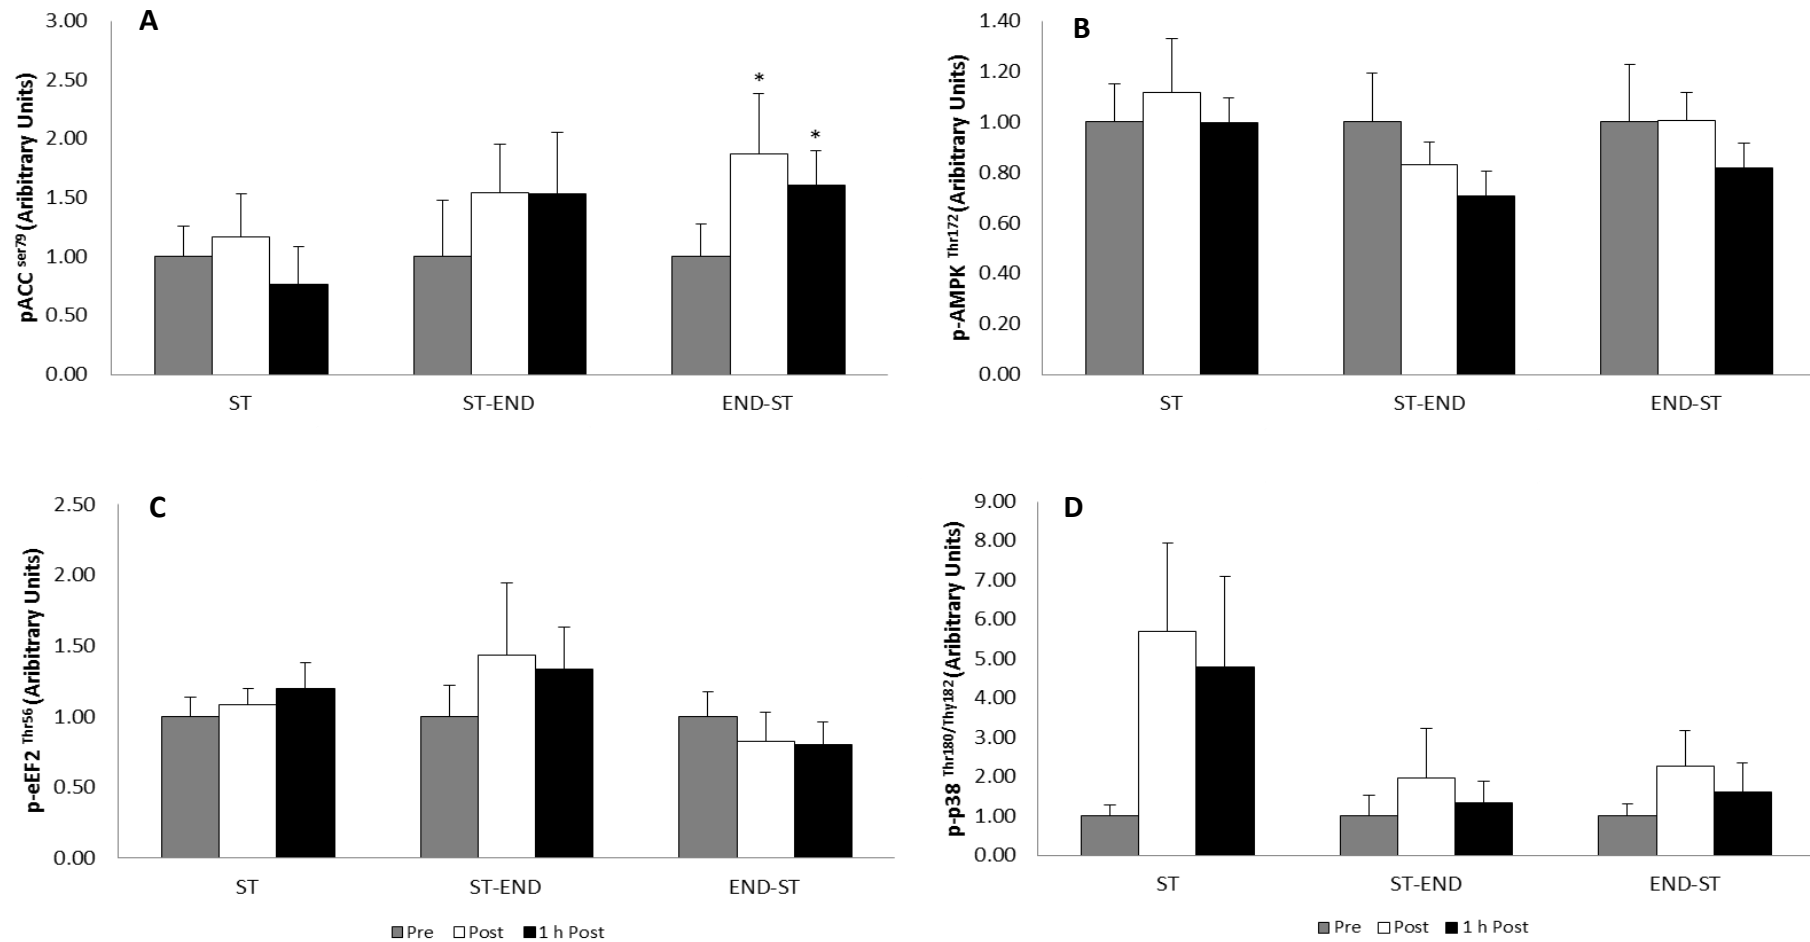 A
pACC ser79 (Aribitrary Units)
3.00
2.50
2.00
1.50
1.00
0.50
0.00
*
*
ST
ST-END
END-ST
B
p-AMPK Thr172 (Aribitrary Units)
1.40
1.20
1.00
0.80
0.60
0.40
0.20
0.00
ST
ST-END
END-ST
C
p-eEF2 Thr56 (Aribitrary Units)
2.50
2.00
1.50
1.00
0.50
0.00
ST
ST-END
END-ST
Pre Post 1 h Post
D
p-p38 Thr180/Thy182 (Aribitrary Units)
9.00
8.00
7.00
6.00
5.00
4.00
3.00
2.00
1.00
0.00
ST
ST-END
END-ST
Pre Post 1 h Post